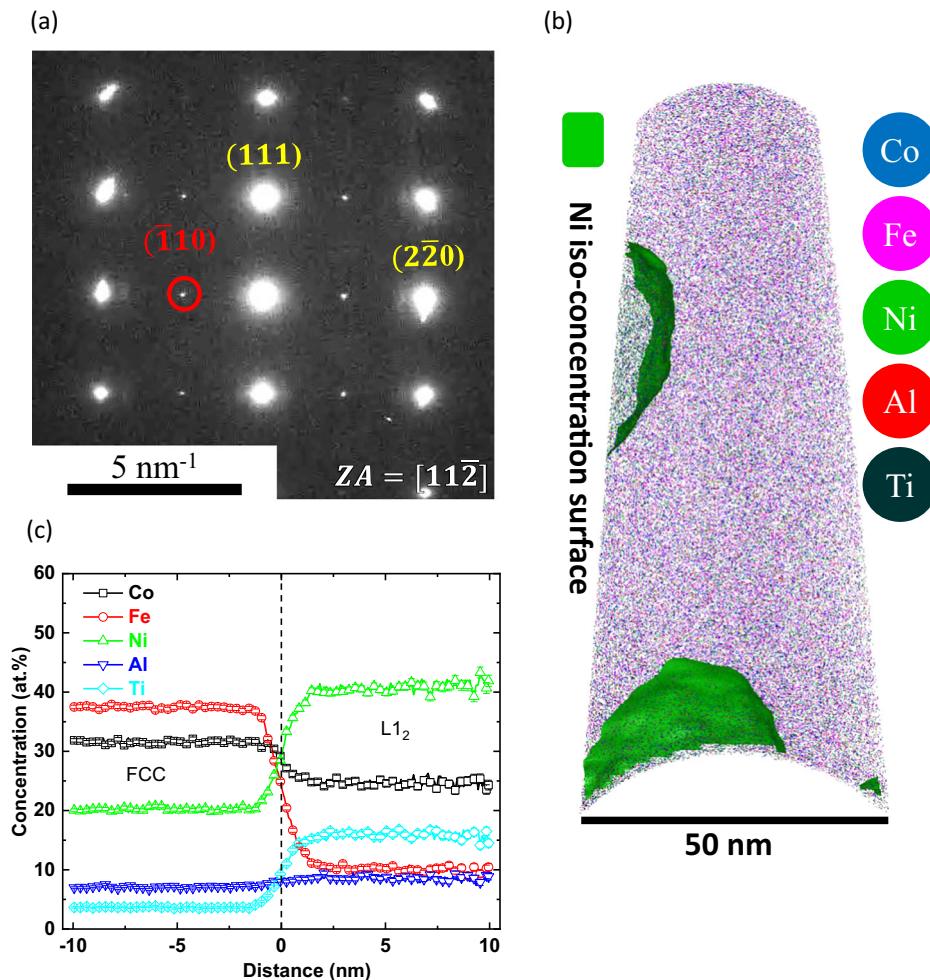 (a)
(111)
(1̅10)
(22̅0)
5 nm-1
ZA = [112̅]
(b)
Ni iso-concentration surface
Co
Fe
Ni
Al
Ti
50 nm
(c)
Co
Fe
Ni
Al
Ti
FCC
L12
60
50
40
30
20
10
0
Concentration (at.%)
-10
-5
0
5
10
Distance (nm)